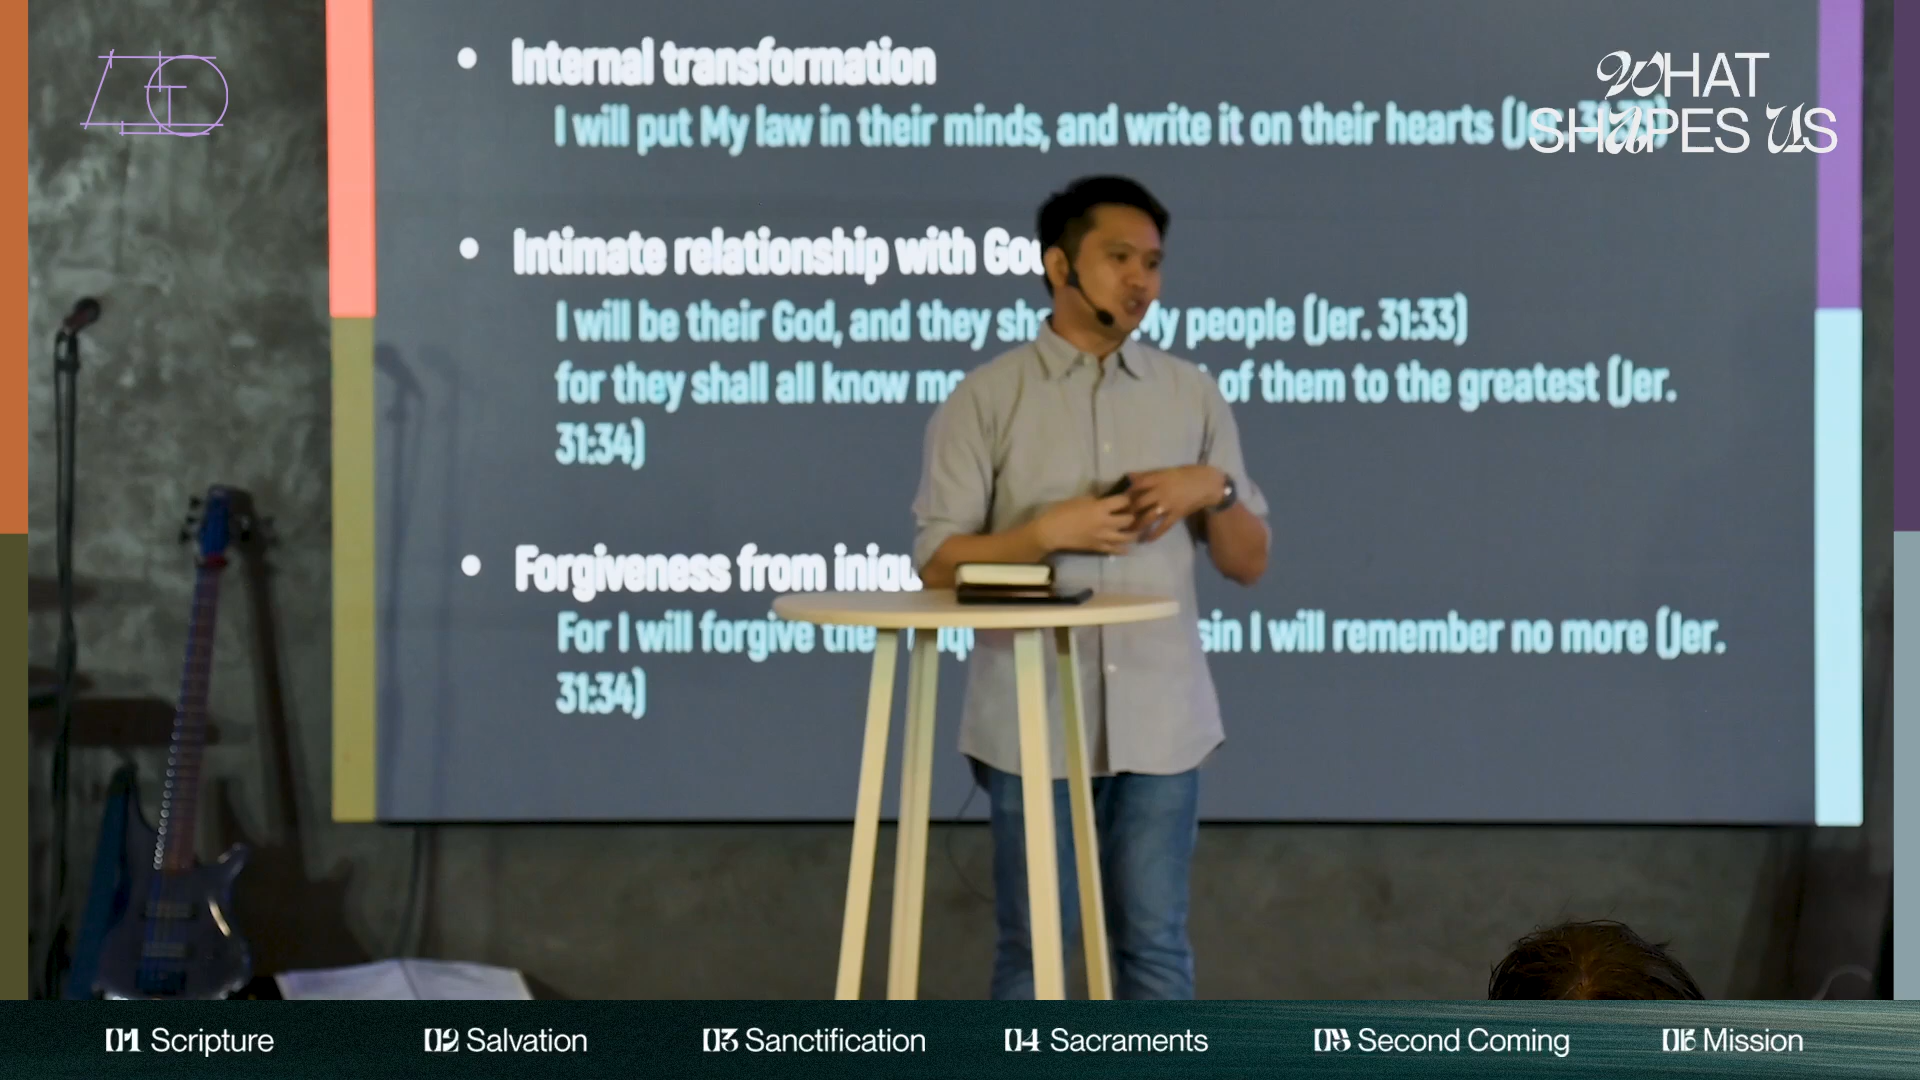 WHAT
SHAPES US
• Internal transformation
I will put My law in their minds, and write it on their hearts
• Intimate relationship with God
I will be their God, and they My people (Jer. 31:33)
for they shall all know of them to the greatest (Jer.
31:34)
• Forgiveness from
For I will forgive sin I will remember no more (Jer.
31:34)
01 Scripture
02 Salvation
03 Sanctification
04 Sacraments
05 Second Coming
06 Mission